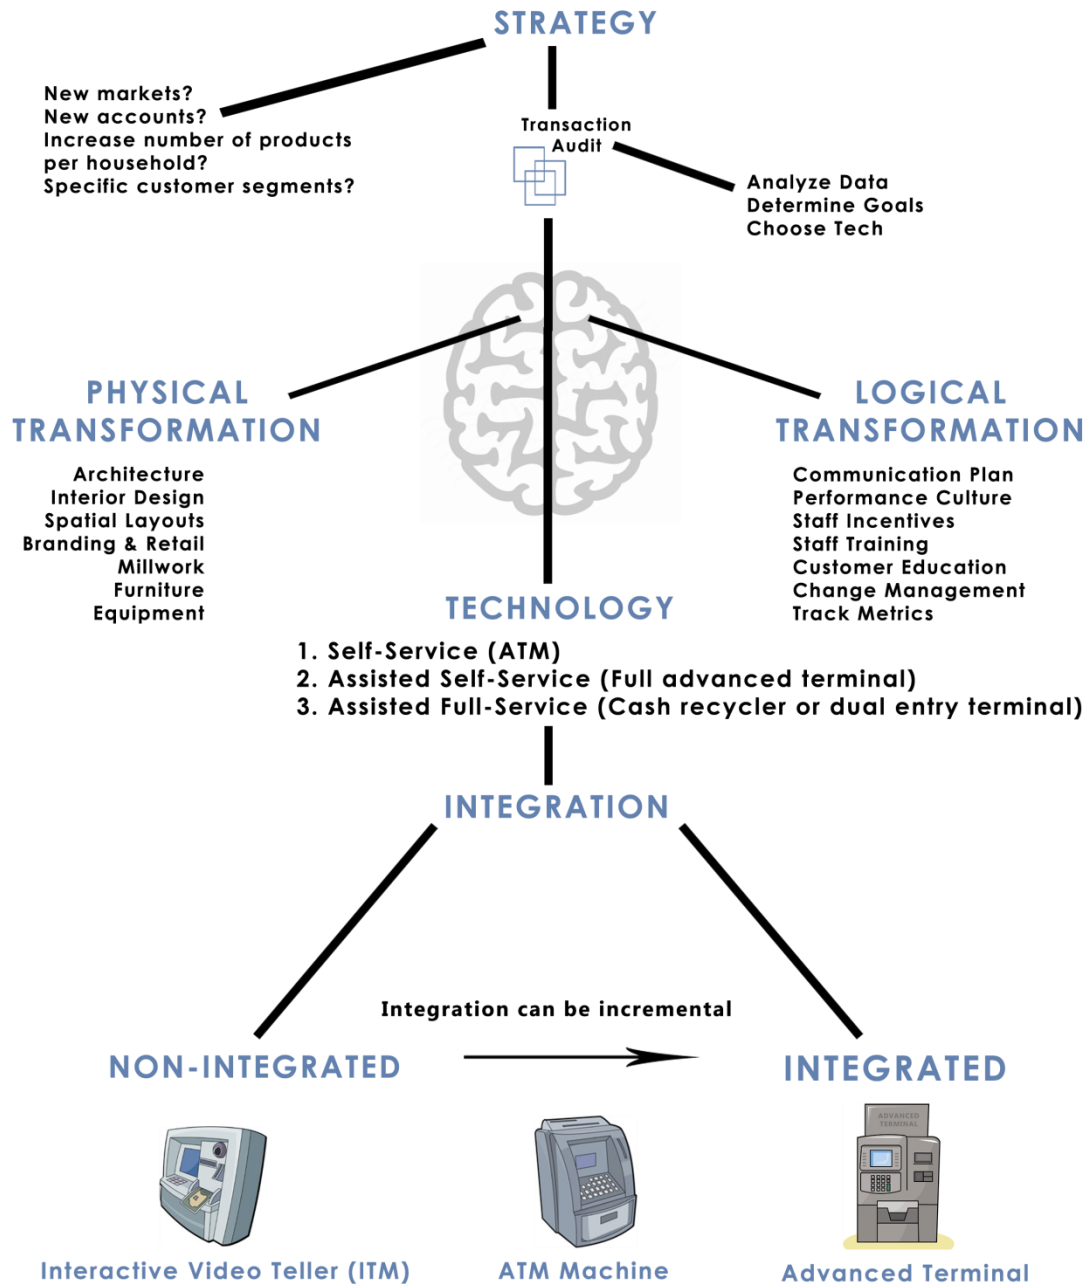 STRATEGY
New markets?
New accounts?
Increase number of products
per household?
Specific customer segments?
Transaction
Audit
Analyze Data
Determine Goals
Choose Tech
PHYSICAL
TRANSFORMATION
Architecture
Interior Design
Spatial Layouts
Branding & Retail
Millwork
Furniture
Equipment
LOGICAL
TRANSFORMATION
Communication Plan
Performance Culture
Staff Incentives
Staff Training
Customer Education
Change Management
Track Metrics
TECHNOLOGY
1. Self-Service (ATM)
2. Assisted Self-Service (Full advanced terminal)
3. Assisted Full-Service (Cash recycler or dual entry terminal)
INTEGRATION
Integration can be incremental
NON-INTEGRATED
INTEGRATED
ADVANCED
TERMINAL
Interactive Video Teller (ITM)
ATM Machine
Advanced Terminal